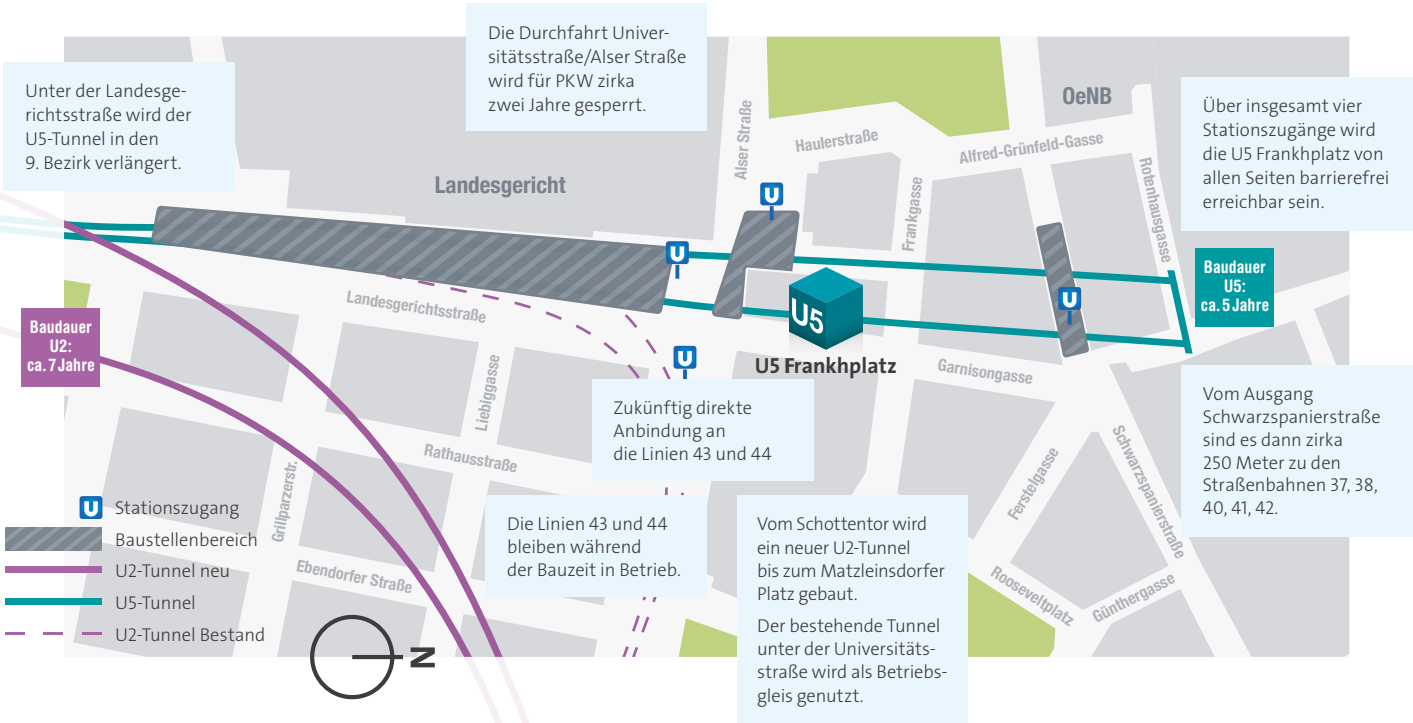 Unter der Landesge-
richtsstraße wird der
U5-Tunnel in den
9. Bezirk verlängert.
Die Durchfahrt Univer-
sitätsstraße/Alser Straße
wird für PKW zirka
zwei Jahre gesperrt.
Über insgesamt vier
Stationszugänge wird
die U5 Frankhplatz von
allen Seiten barrierefrei
erreichbar sein.
OeNB
Alser Straße
Haulerstraße
Alfred-Grünfeld-Gasse
Rotenhausgasse
Frankgasse
Landesgericht
U
U
U
U
Baudauer
U5:
ca. 5 Jahre
Baudauer
U2:
ca. 7 Jahre
Landesgerichtsstraße
U5
U5 Frankhplatz
Garnisongasse
Liebiggasse
Rathausstraße
Grillparzerstr.
Ebendorfer Straße
Ferstelgasse
Schwarzspanierstraße
Rooseveltplatz
Günthergasse
Zukünftig direkte
Anbindung an
die Linien 43 und 44
Die Linien 43 und 44
bleiben während
der Bauzeit in Betrieb.
Vom Schottentor wird
ein neuer U2-Tunnel
bis zum Matzleinsdorfer
Platz gebaut.
Der bestehende Tunnel
unter der Universitäts-
straße wird als Betriebs-
gleis genutzt.
Vom Ausgang
Schwarzspanierstraße
sind es dann zirka
250 Meter zu den
Straßenbahnen 37, 38,
40, 41, 42.
U Stationszugang
Baustellenbereich
U2-Tunnel neu
U5-Tunnel
U2-Tunnel Bestand
N